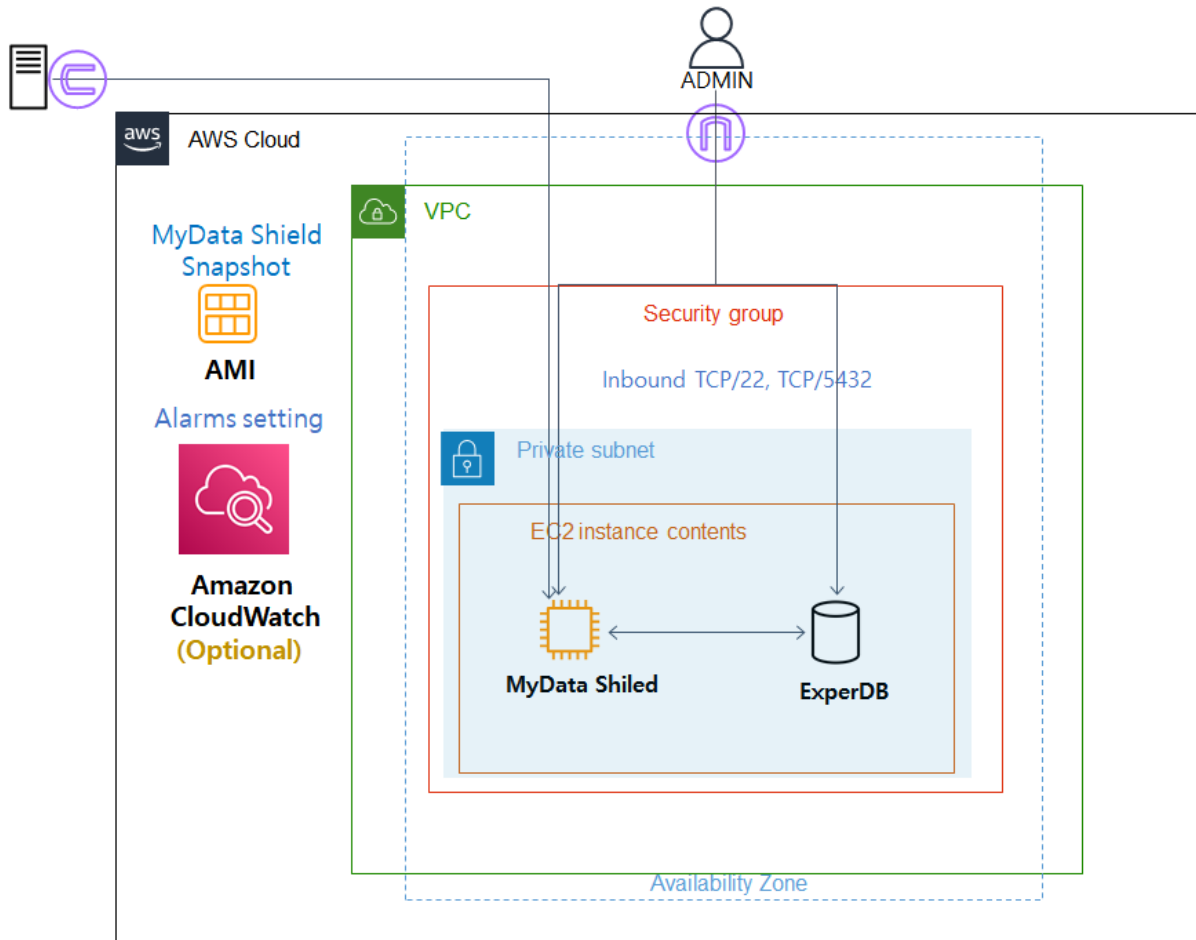 ADMIN
aws
AWS Cloud
VPC
MyData Shield
Snapshot
AMI
Security group
Inbound TCP/22, TCP/5432
Alarms setting
Private subnet
EC2 instance contents
Amazon
CloudWatch
(Optional)
MyData Shiled
ExperDB
Availability Zone